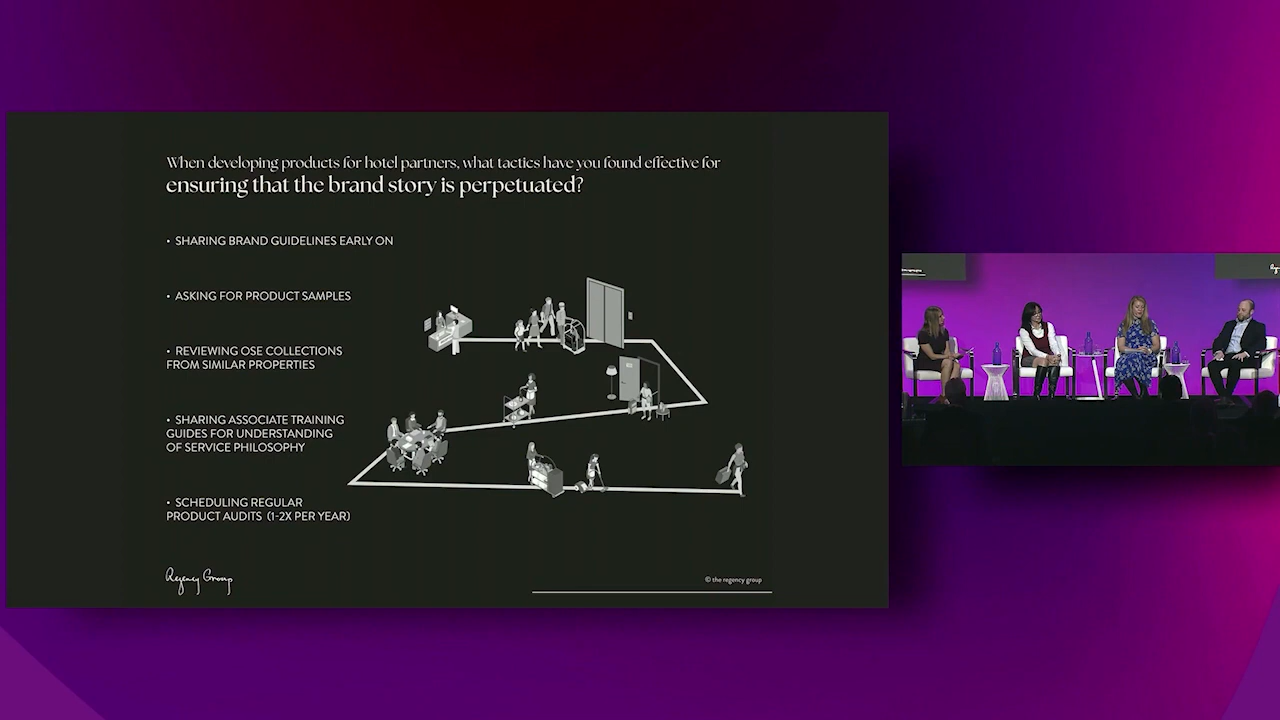 When developing products for hotel partners, what tactics have you found effective for
ensuring that the brand story is perpetuated?
• SHARING BRAND GUIDELINES EARLY ON
• ASKING FOR PRODUCT SAMPLES
• REVIEWING OSE COLLECTIONS
FROM SIMILAR PROPERTIES
• SHARING ASSOCIATE TRAINING
GUIDES FOR UNDERSTANDING
OF SERVICE PHILOSOPHY
• SCHEDULING REGULAR
PRODUCT AUDITS (1-2X PER YEAR)
Regency Group
© the regency group